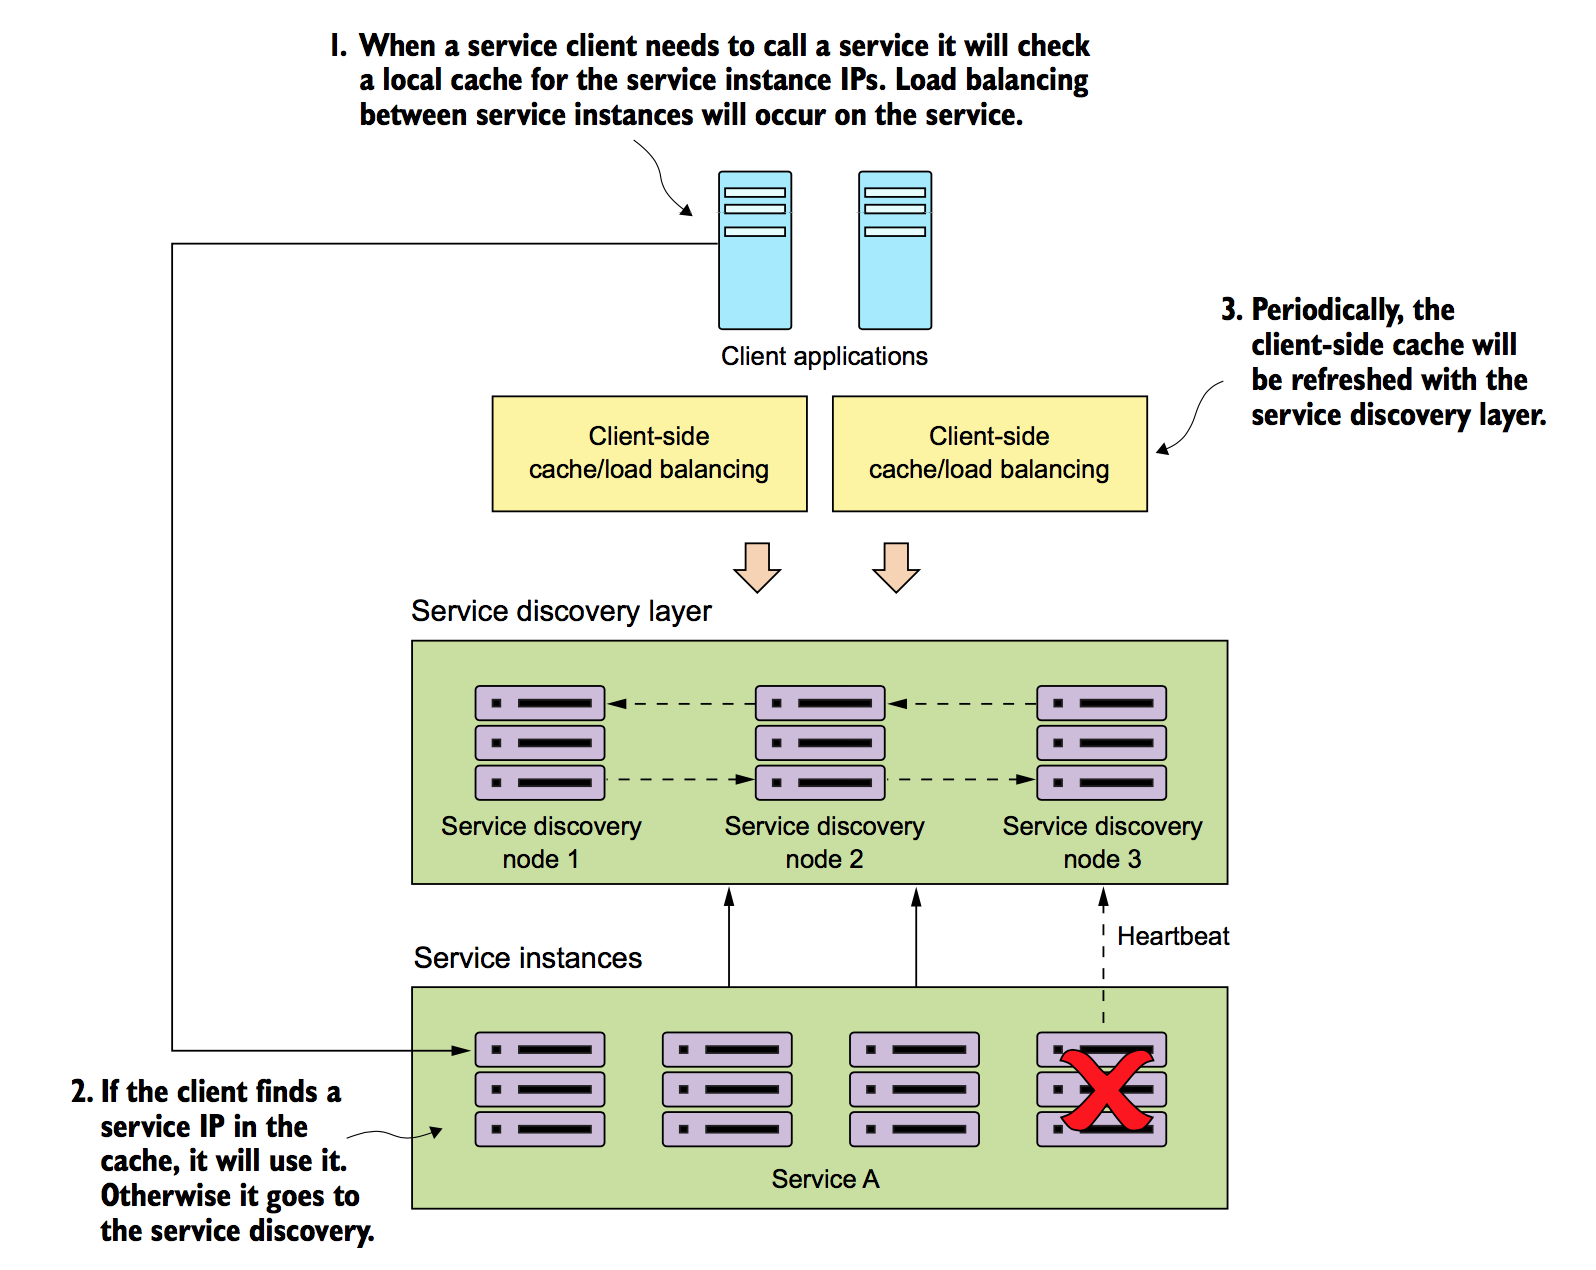 1. When a service client needs to call a service it will check
a local cache for the service instance IPs. Load balancing
between service instances will occur on the service.
Client applications
3. Periodically, the
client-side cache will
be refreshed with the
service discovery layer.
Client-side
cache/load balancing
Client-side
cache/load balancing
Service discovery layer
Service discovery
node 1
Service discovery
node 2
Service discovery
node 3
Heartbeat
Service instances
2. If the client finds a
service IP in the
cache, it will use it.
Otherwise it goes to
the service discovery.
Service A